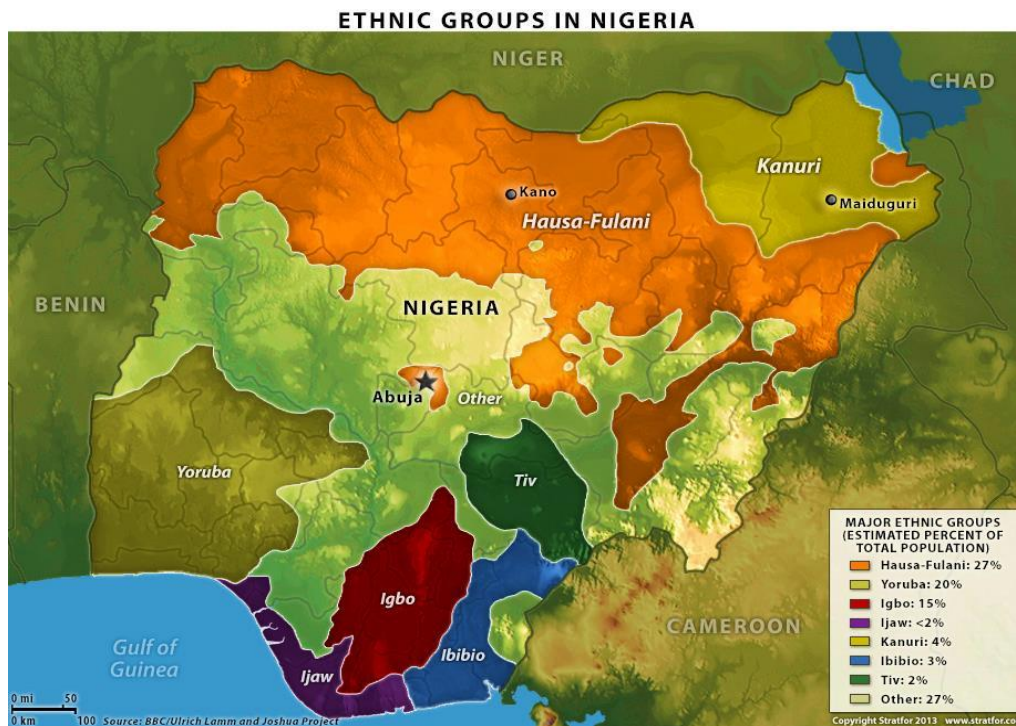 ETHNIC GROUPS IN NIGERIA
NIGER
CHAD
Kanuri
Kano
Maiduguri
Hausa-Fulani
BENIN
NIGERIA
Abuja
Other
Yoruba
Tiv
Igbo
Ibibio
Ijaw
CAMEROON
Gulf of
Guinea
MAJOR ETHNIC GROUPS
(ESTIMATED PERCENT OF
TOTAL POPULATION)
Hausa-Fulani: 27%
Yoruba: 20%
Igbo: 15%
Ijaw: <2%
Kanuri: 4%
Ibibio: 3%
Tiv: 2%
Other: 27%
0 mi 50
0 km 100
Source: BBC/Ulrich Lamm and Joshua Project
Copyright Stratfor 2013 www.stratfor.com